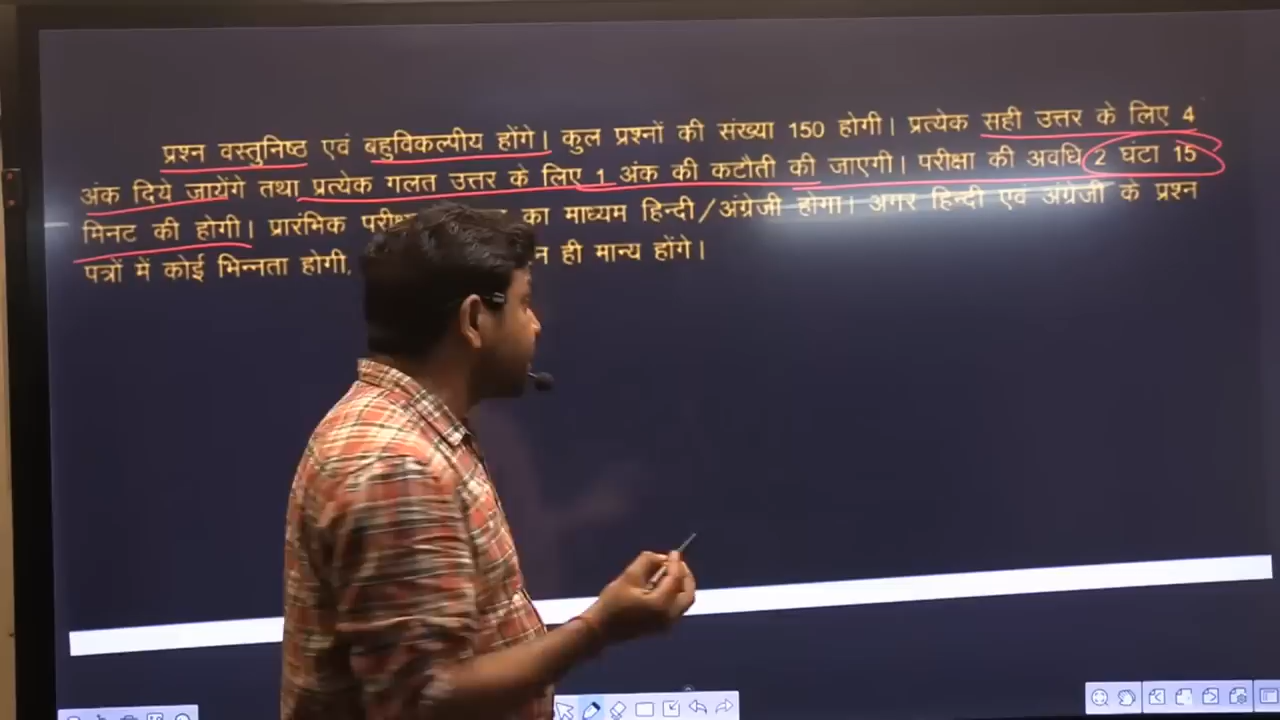 प्रश्न वस्तुनिष्ठ एवं बहुविकल्पीय होंगे। कुल प्रश्नों की संख्या 150 होगी। प्रत्येक सही उत्तर के लिए 4
अंक दिये जायेंगे तथा प्रत्येक गलत उत्तर के लिए 1 अंक की कटौती की जाएगी। परीक्षा की अवधि 2 घंटा 15
मिनट की होगी। प्रारंभिक का माध्यम हिन्दी/अंग्रेजी होगा। अगर हिन्दी एवं अंग्रेजी के प्रश्न
पत्रों में कोई भिन्नता होगी, ही मान्य होंगे।